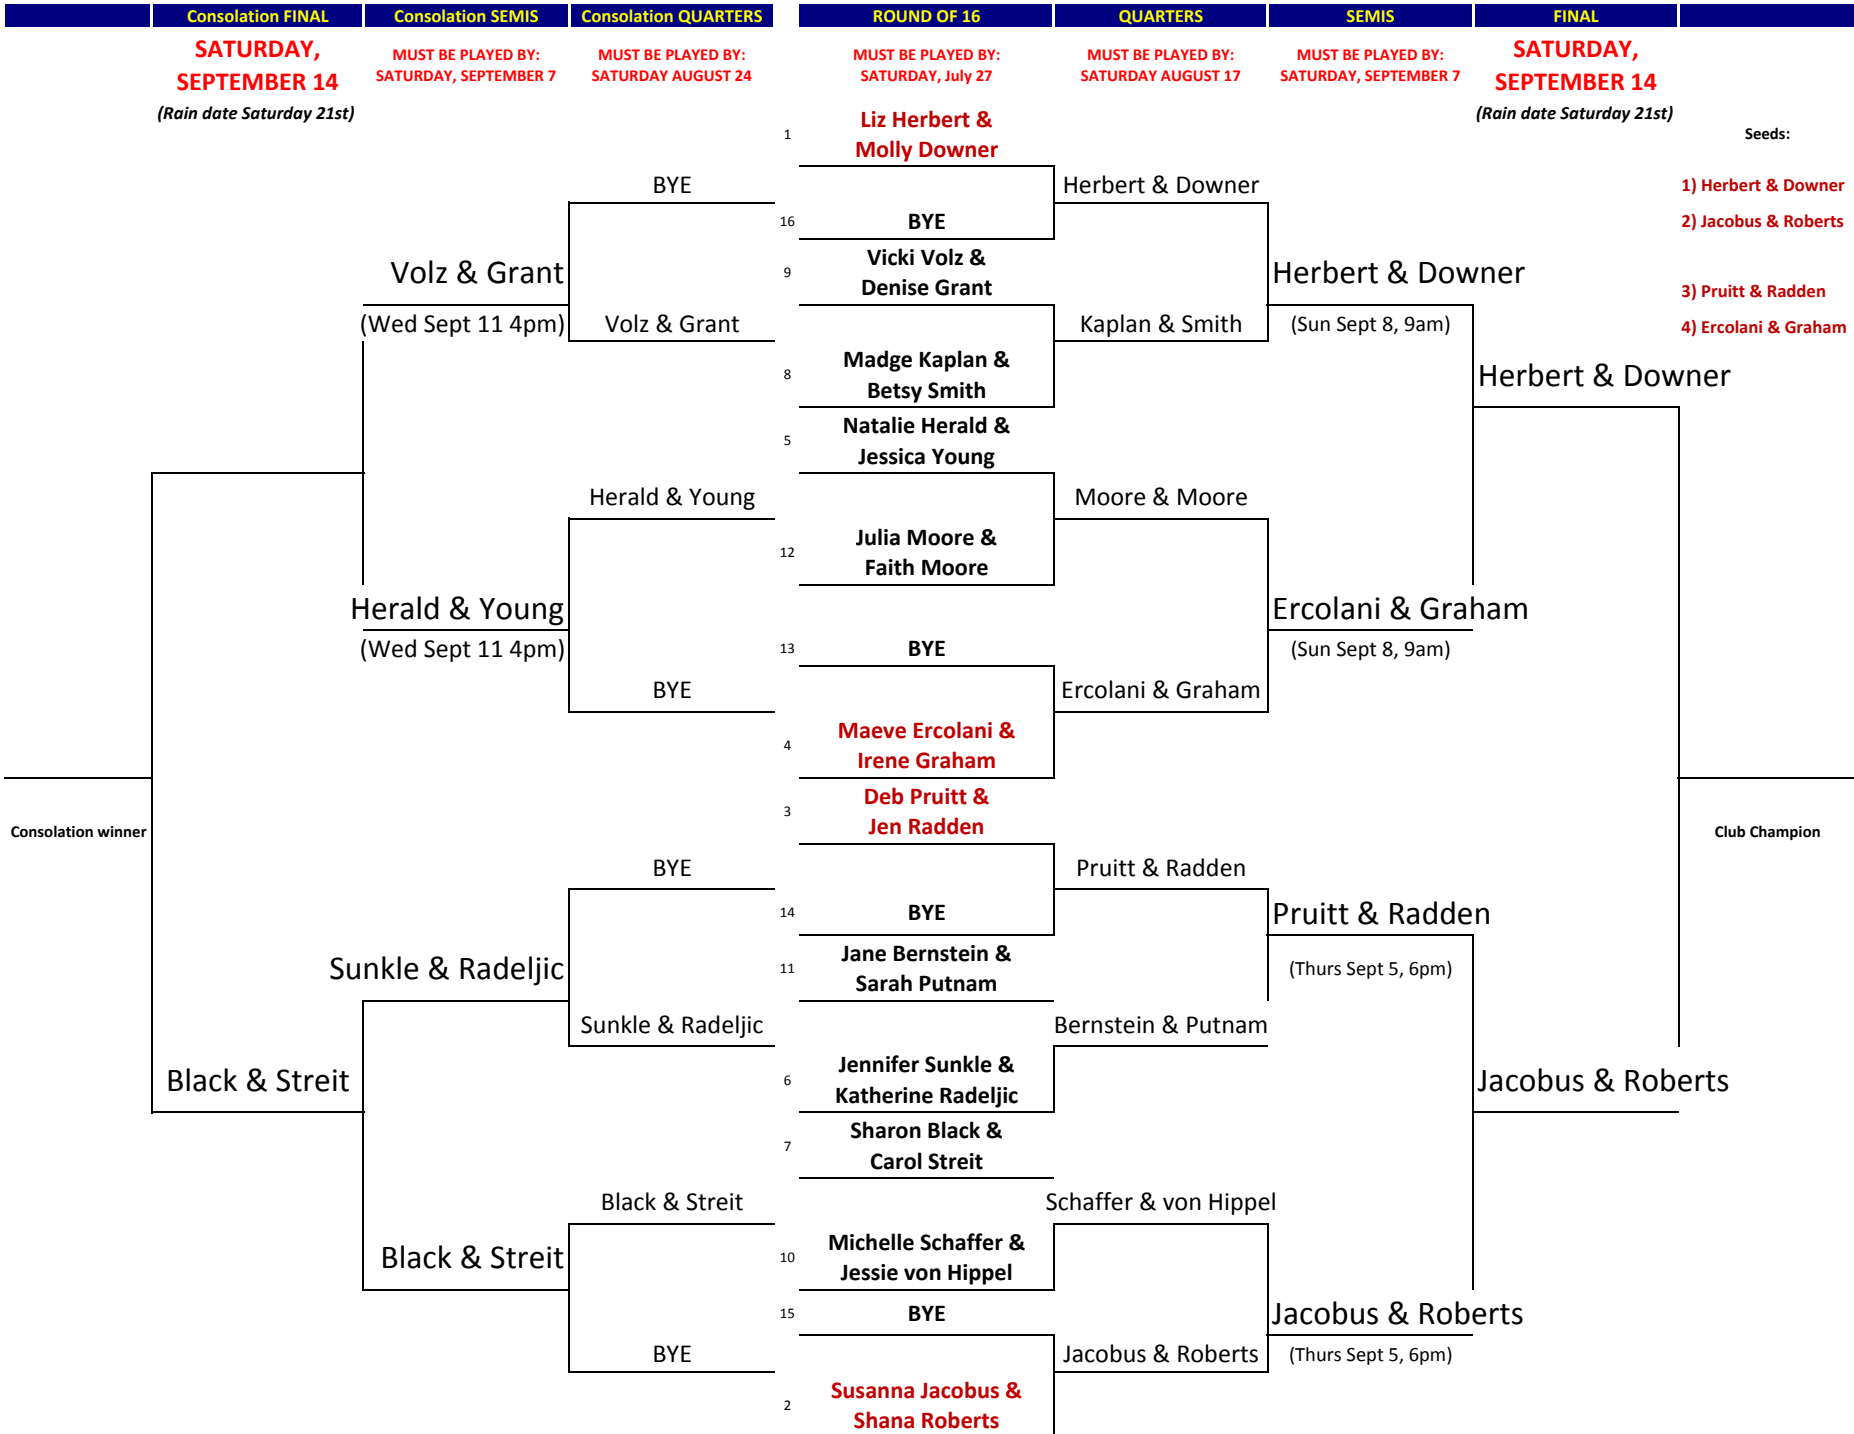 Consolation FINAL
Consolation SEMIS
Consolation QUARTERS
ROUND OF 16
QUARTERS
SEMIS
FINAL
SATURDAY,
SEPTEMBER 14
(Rain date Saturday 21st)
MUST BE PLAYED BY:
SATURDAY, SEPTEMBER 7
MUST BE PLAYED BY:
SATURDAY AUGUST 24
MUST BE PLAYED BY:
SATURDAY, July 27
MUST BE PLAYED BY:
SATURDAY AUGUST 17
MUST BE PLAYED BY:
SATURDAY, SEPTEMBER 7
SATURDAY,
SEPTEMBER 14
(Rain date Saturday 21st)
Consolation winner
Black & Streit
Volz & Grant
(Wed Sept 11 4pm)
Herald & Young
(Wed Sept 11 4pm)
Sunkle & Radeljic
Black & Streit
BYE
Volz & Grant
Herald & Young
BYE
BYE
Sunkle & Radeljic
Black & Streit
BYE
1
Liz Herbert &
Molly Downer
16
BYE
9
Vicki Volz &
Denise Grant
8
Madge Kaplan &
Betsy Smith
5
Natalie Herald &
Jessica Young
12
Julia Moore &
Faith Moore
13
BYE
4
Maeve Ercolani &
Irene Graham
3
Deb Pruitt &
Jen Radden
14
BYE
11
Jane Bernstein &
Sarah Putnam
6
Jennifer Sunkle &
Katherine Radeljic
7
Sharon Black &
Carol Streit
10
Michelle Schaffer &
Jessie von Hippel
15
BYE
2
Susanna Jacobus &
Shana Roberts
Herbert & Downer
Kaplan & Smith
Moore & Moore
Ercolani & Graham
Pruitt & Radden
Bernstein & Putnam
Schaffer & von Hippel
Jacobus & Roberts
Herbert & Downer
(Sun Sept 8, 9am)
Ercolani & Graham
(Sun Sept 8, 9am)
Pruitt & Radden
(Thurs Sept 5, 6pm)
Jacobus & Roberts
(Thurs Sept 5, 6pm)
Herbert & Downer
Jacobus & Roberts
Seeds:
1) Herbert & Downer
2) Jacobus & Roberts
3) Pruitt & Radden
4) Ercolani & Graham
Club Champion